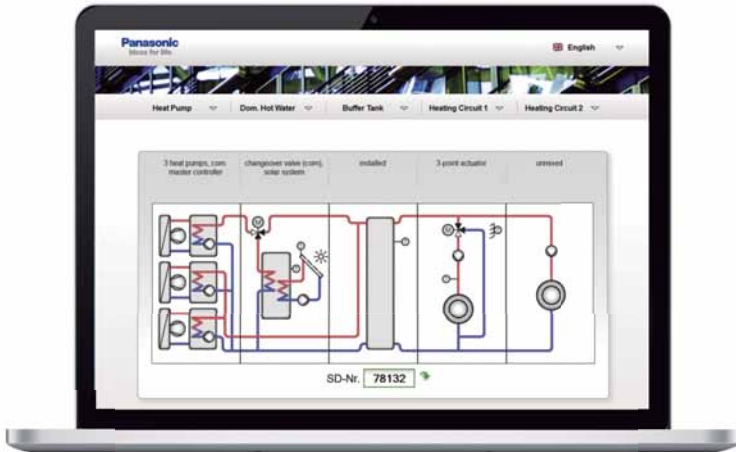 Panasonic
ideas for life
English
Heat Pump
Dom. Hot Water
Buffer Tank
Heating Circuit 1
Heating Circuit 2
3 heat pumps, com
master controller
changeover valve (com),
solar system
installed
3-point actuator
unmixed
M
M
SD-Nr. 78132